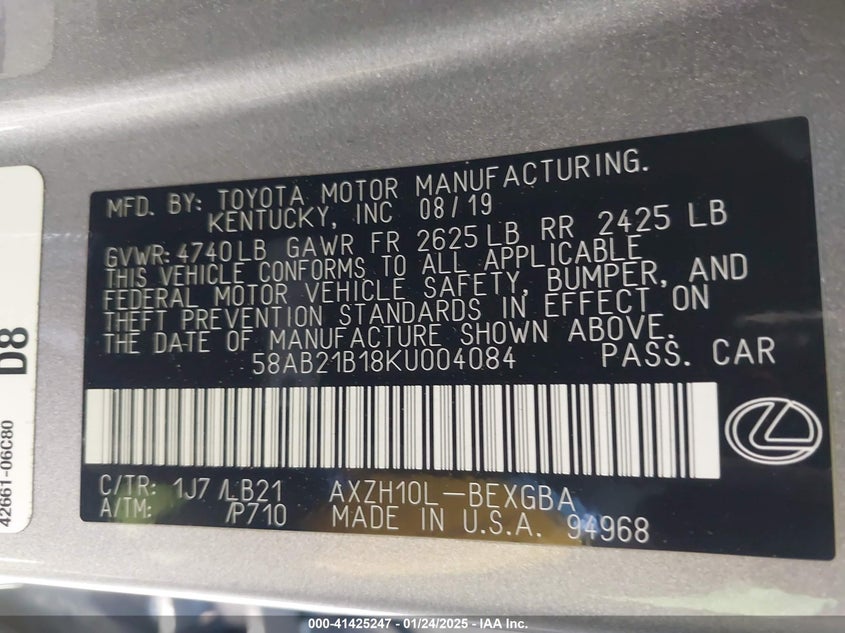 MFD. BY: TOYOTA MOTOR MANUFACTURING.
KENTUCKY, INC 08/19
GVWR: 4740LB GAWR FR 2625LB RR 2425 LB
THIS VEHICLE CONFORMS TO ALL APPLICABLE
FEDERAL MOTOR VEHICLE SAFETY, BUMPER, AND
THEFT PREVENTION STANDARDS IN EFFECT ON
THE DATE OF MANUFACTURE SHOWN ABOVE.
58AB21B18KU004084 PASS. CAR
C/TR: 1J7 /LB21 AXZH10L-BEXGBA
A/TM: /P710 MADE IN U.S.A. 94968
42661-06C80
D8
000-41425247 - 01/24/2025 - IAA Inc.